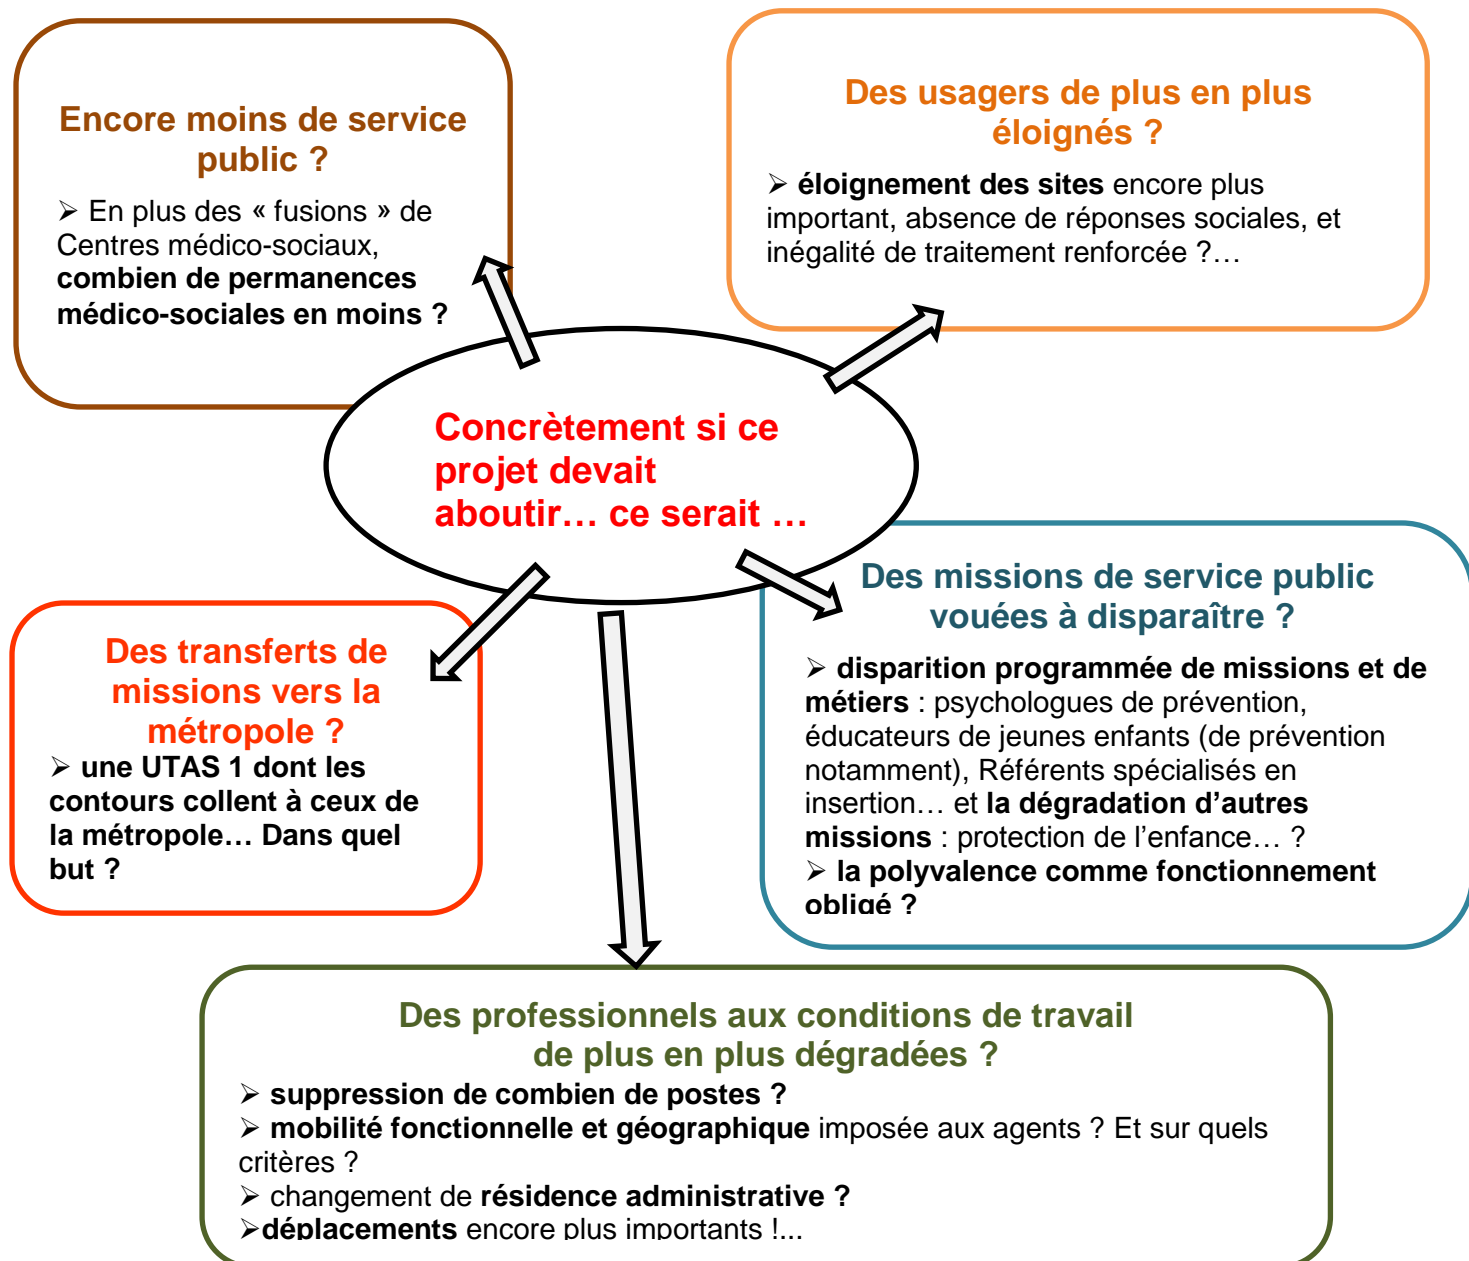 Encore moins de service
public ?
➢ En plus des « fusions » de
Centres médico-sociaux,
combien de permanences
médico-sociales en moins ?
Des usagers de plus en plus
éloignés ?
➢ éloignement des sites encore plus
important, absence de réponses sociales, et
inégalité de traitement renforcée ?…
Concrètement si ce
projet devait
aboutir… ce serait …
Des transferts de
missions vers la
métropole ?
➢ une UTAS 1 dont les
contours collent à ceux de
la métropole… Dans quel
but ?
Des missions de service public
vouées à disparaître ?
➢ disparition programmée de missions et de
métiers : psychologues de prévention,
éducateurs de jeunes enfants (de prévention
notamment), Référents spécialisés en
insertion… et la dégradation d’autres
missions : protection de l’enfance… ?
➢ la polyvalence comme fonctionnement
obligé ?
Des professionnels aux conditions de travail
de plus en plus dégradées ?
➢ suppression de combien de postes ?
➢ mobilité fonctionnelle et géographique imposée aux agents ? Et sur quels
critères ?
➢ changement de résidence administrative ?
➢déplacements encore plus importants !...